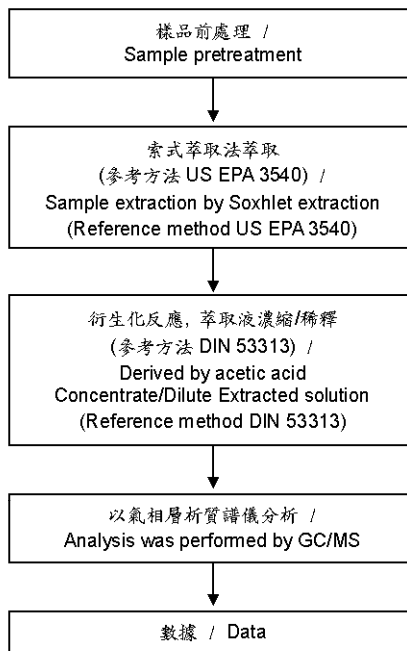 樣品前處理 /
Sample pretreatment
索式萃取法萃取
(參考方法 US EPA 3540) /
Sample extraction by Soxhlet extraction
(Reference method US EPA 3540)
衍生化反應, 萃取液濃縮/稀釋
(參考方法 DIN 53313) /
Derived by acetic acid
Concentrate/Dilute Extracted solution
(Reference method DIN 53313)
以氣相層析質譜儀分析 /
Analysis was performed by GC/MS
數據 / Data